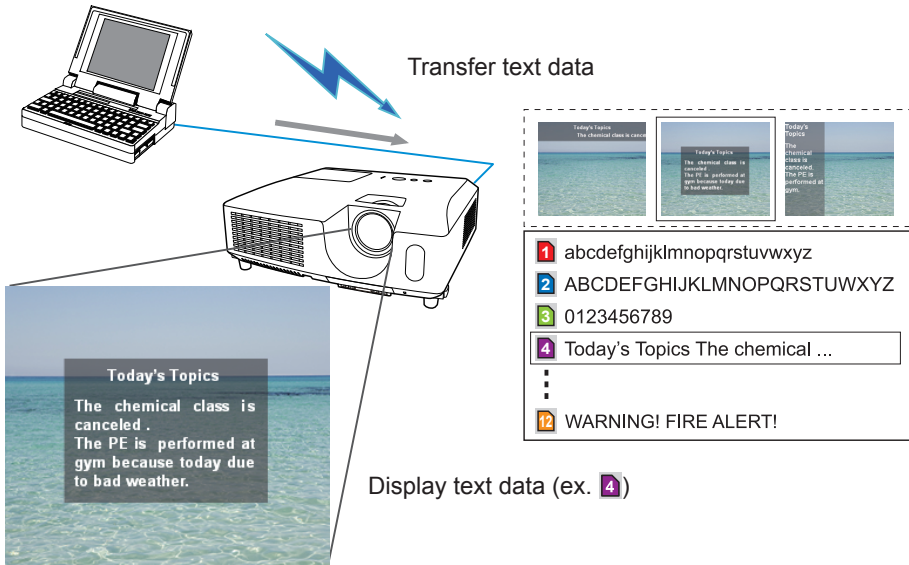 Transfer text data
Today's Topics
The chemical class is cance
Today's Topics
The chemical class is
canceled .
The PE is performed at
gym because today due
to bad weather.
Today's
Topics
The
chemical
class is
canceled.
The PE is
performed at
gym.
1 abcdefghijklmnopqrstuvwxyz
2 ABCDEFGHIJKLMNOPQRSTUWXYZ
3 0123456789
4 Today's Topics The chemical ...
12 WARNING! FIRE ALERT!
Today's Topics
The chemical class is
canceled .
The PE is performed at
gym because today due
to bad weather.
Display text data (ex. 4)